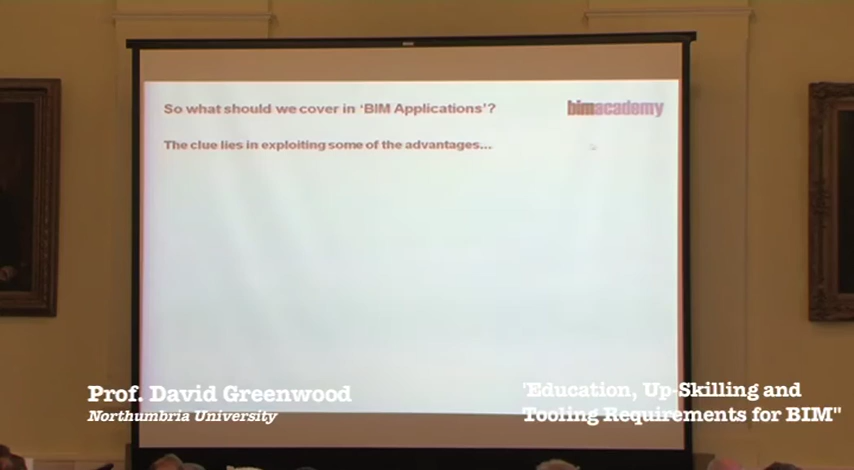 So what should we cover in ‘BIM Applications’?
bimacademy
The clue lies in exploiting some of the advantages...
Prof. David Greenwood
Northumbria University
"Education, Up-Skilling and
Tooling Requirements for BIM"